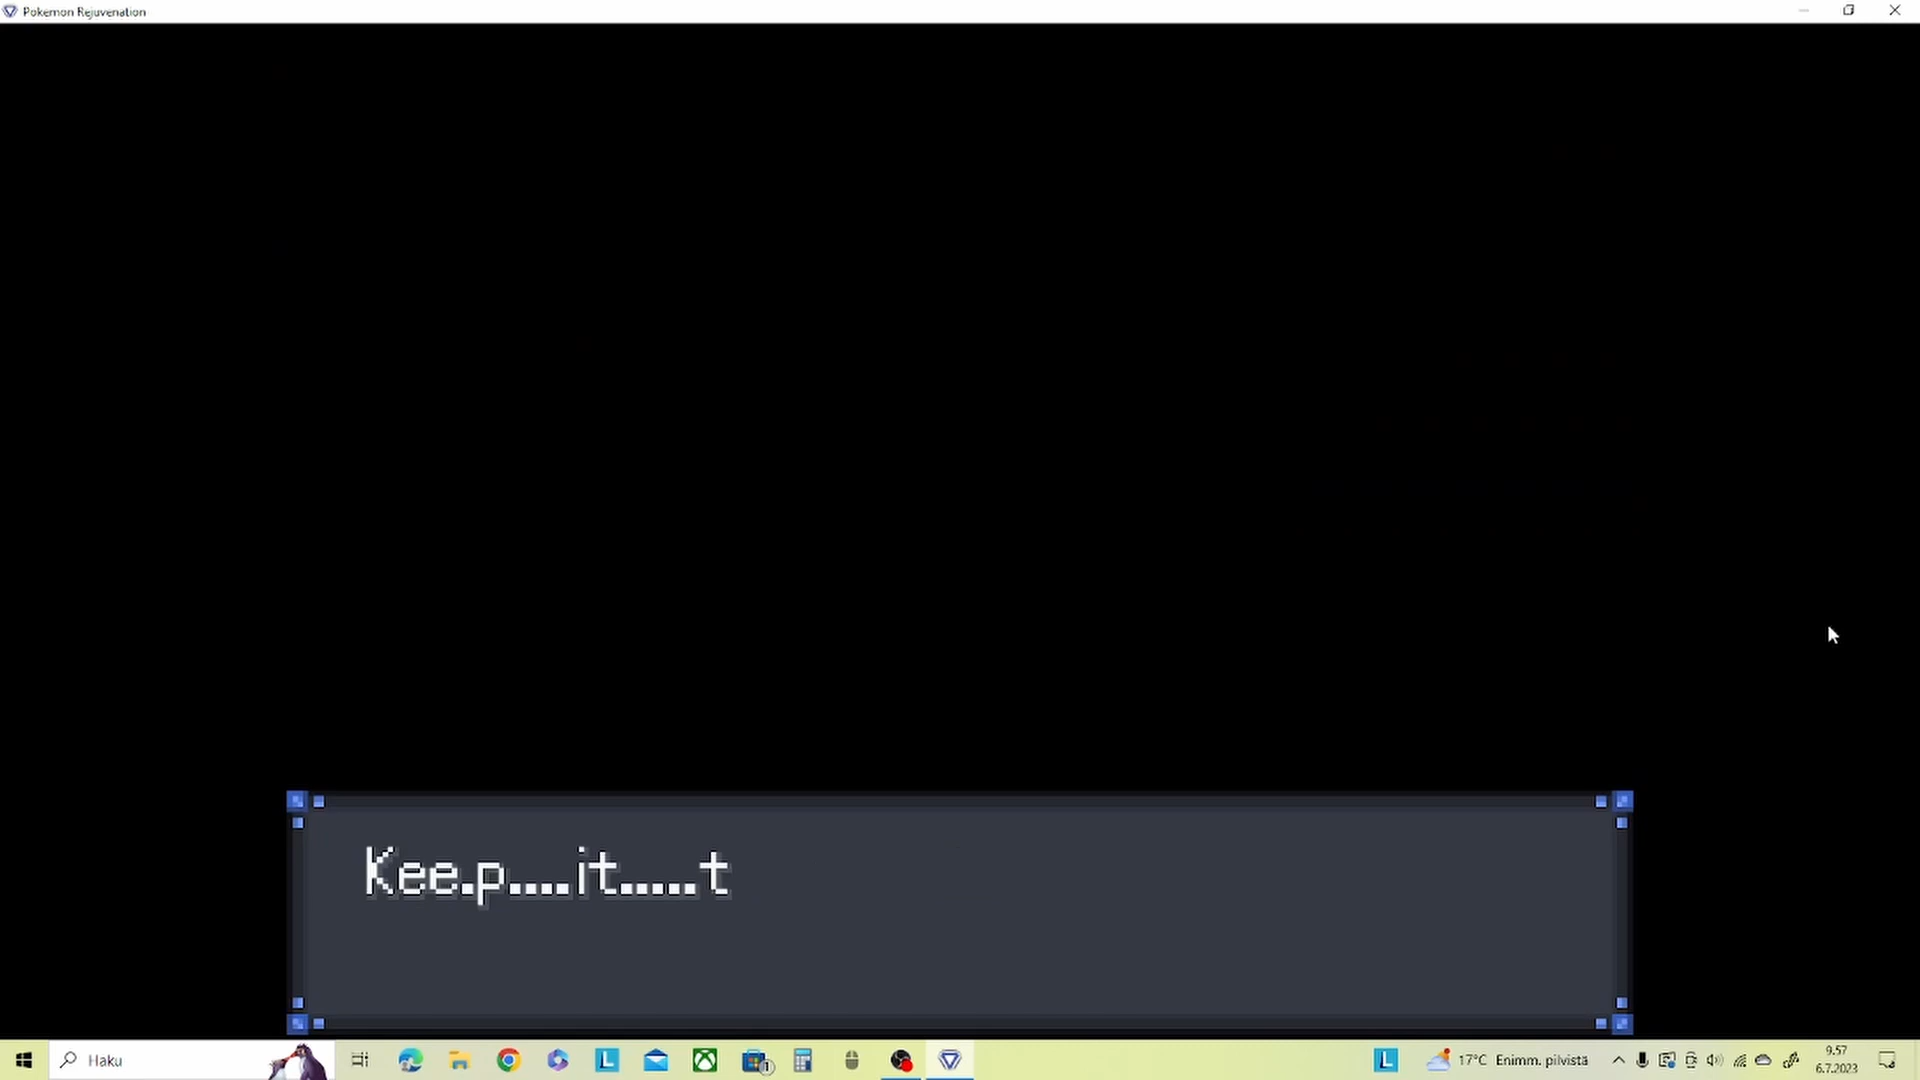 Pokemon Rejuvenation
Kee.p....it.....t
Haku
17°C Enimm. pilvistä
9.57
6.7.2023